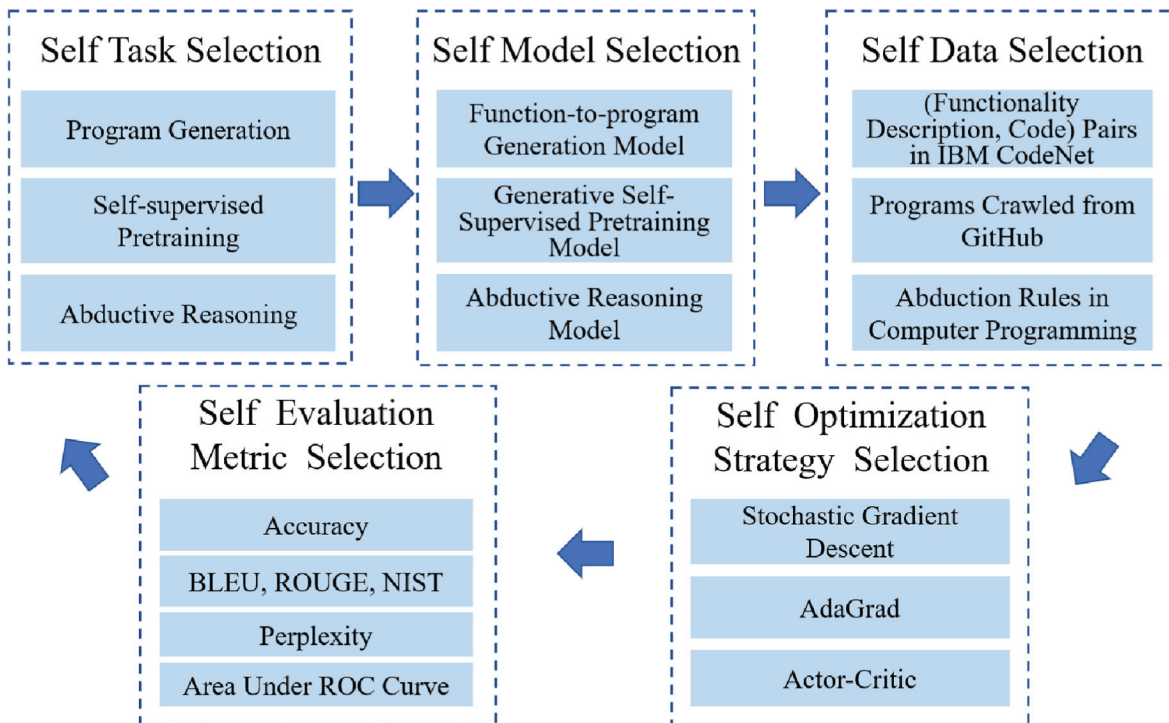 Self Task Selection
Program Generation
Self-supervised
Pretraining
Abductive Reasoning
Self Model Selection
Function-to-program
Generation Model
Generative Self-
Supervised Pretraining
Model
Abductive Reasoning
Model
Self Data Selection
(Functionality
Description, Code) Pairs
in IBM CodeNet
Programs Crawled from
GitHub
Abduction Rules in
Computer Programming
Self Evaluation
Metric Selection
Accuracy
BLEU, ROUGE, NIST
Perplexity
Area Under ROC Curve
Self Optimization
Strategy Selection
Stochastic Gradient
Descent
AdaGrad
Actor-Critic